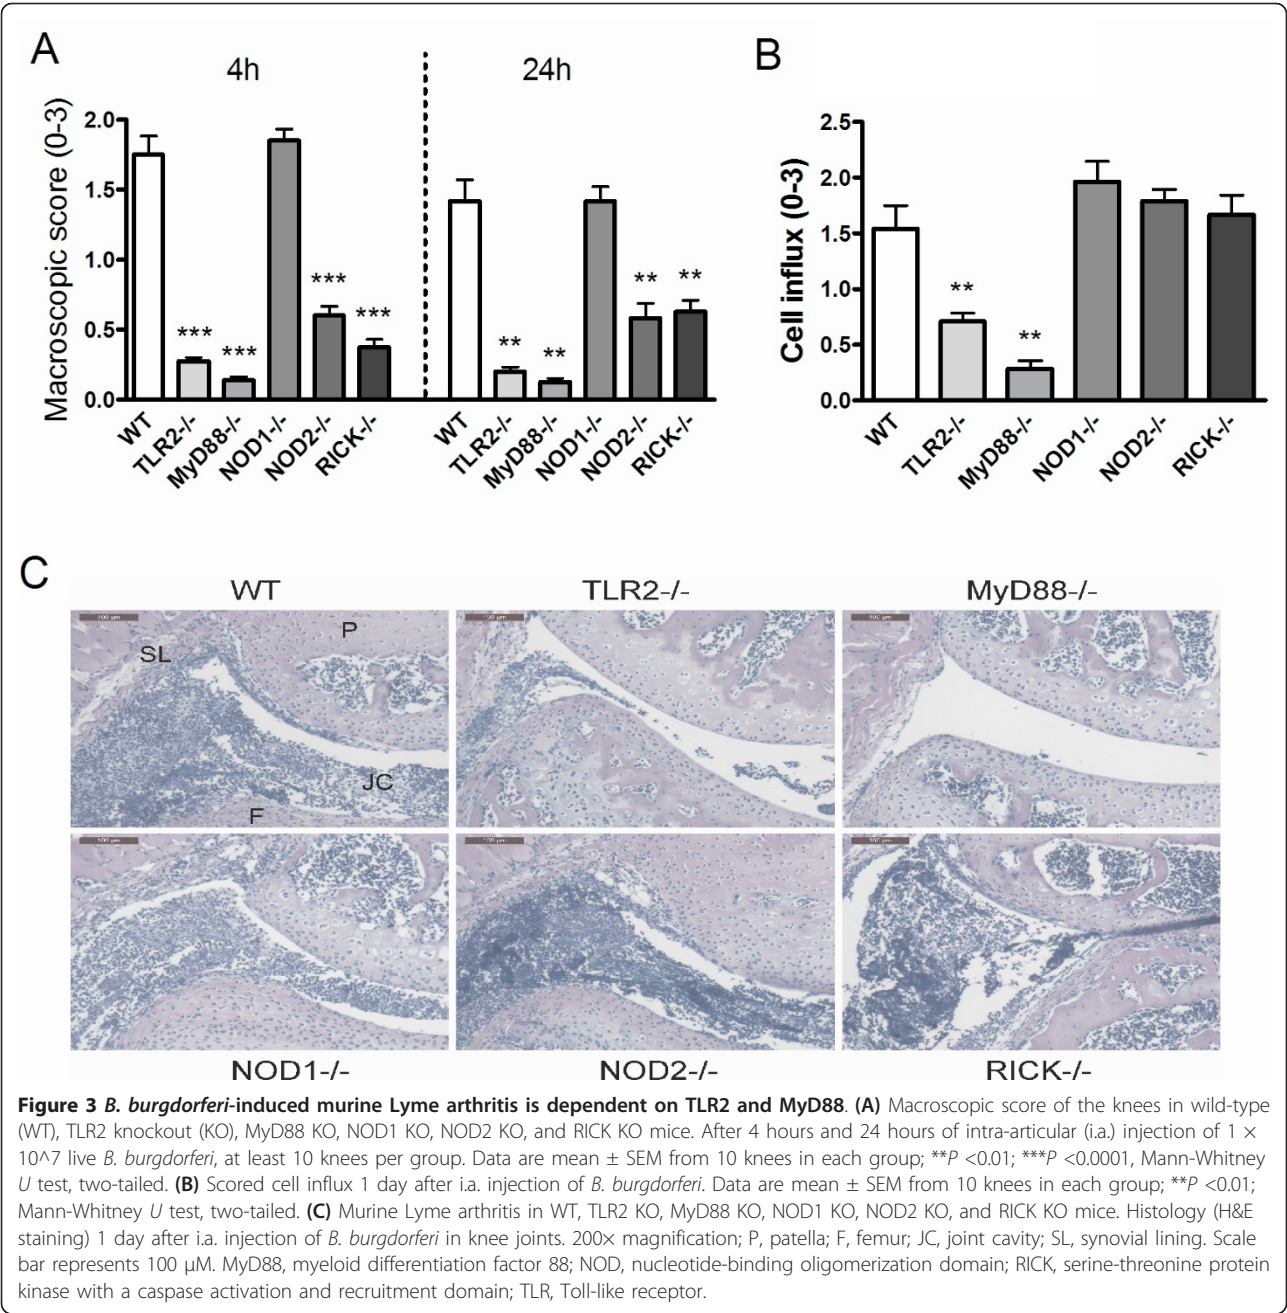 A
4h
24h
Macroscopic score (0-3)
2.0
1.5
1.0
0.5
0.0
***
***
***
***
**
**
**
**
WT
TLR2-/-
MyD88-/-
NOD1-/-
NOD2-/-
RICK-/-
WT
TLR2-/-
MyD88-/-
NOD1-/-
NOD2-/-
RICK-/-
B
Cell influx (0-3)
2.5
2.0
1.5
1.0
0.5
0.0
**
**
WT
TLR2-/-
MyD88-/-
NOD1-/-
NOD2-/-
RICK-/-
C
WT
TLR2-/-
MyD88-/-
100 µm
100 µm
100 µm
P
SL
JC
F
100 µm
100 µm
100 µm
NOD1-/-
NOD2-/-
RICK-/-
Figure 3 B. burgdorferi-induced murine Lyme arthritis is dependent on TLR2 and MyD88. (A) Macroscopic score of the knees in wild-type
(WT), TLR2 knockout (KO), MyD88 KO, NOD1 KO, NOD2 KO, and RICK KO mice. After 4 hours and 24 hours of intra-articular (i.a.) injection of 1 ×
10^7 live B. burgdorferi, at least 10 knees per group. Data are mean ± SEM from 10 knees in each group; **P <0.01; ***P <0.0001, Mann-Whitney
U test, two-tailed. (B) Scored cell influx 1 day after i.a. injection of B. burgdorferi. Data are mean ± SEM from 10 knees in each group; **P <0.01;
Mann-Whitney U test, two-tailed. (C) Murine Lyme arthritis in WT, TLR2 KO, MyD88 KO, NOD1 KO, NOD2 KO, and RICK KO mice. Histology (H&E
staining) 1 day after i.a. injection of B. burgdorferi in knee joints. 200× magnification; P, patella; F, femur; JC, joint cavity; SL, synovial lining. Scale
bar represents 100 µM. MyD88, myeloid differentiation factor 88; NOD, nucleotide-binding oligomerization domain; RICK, serine-threonine protein
kinase with a caspase activation and recruitment domain; TLR, Toll-like receptor.